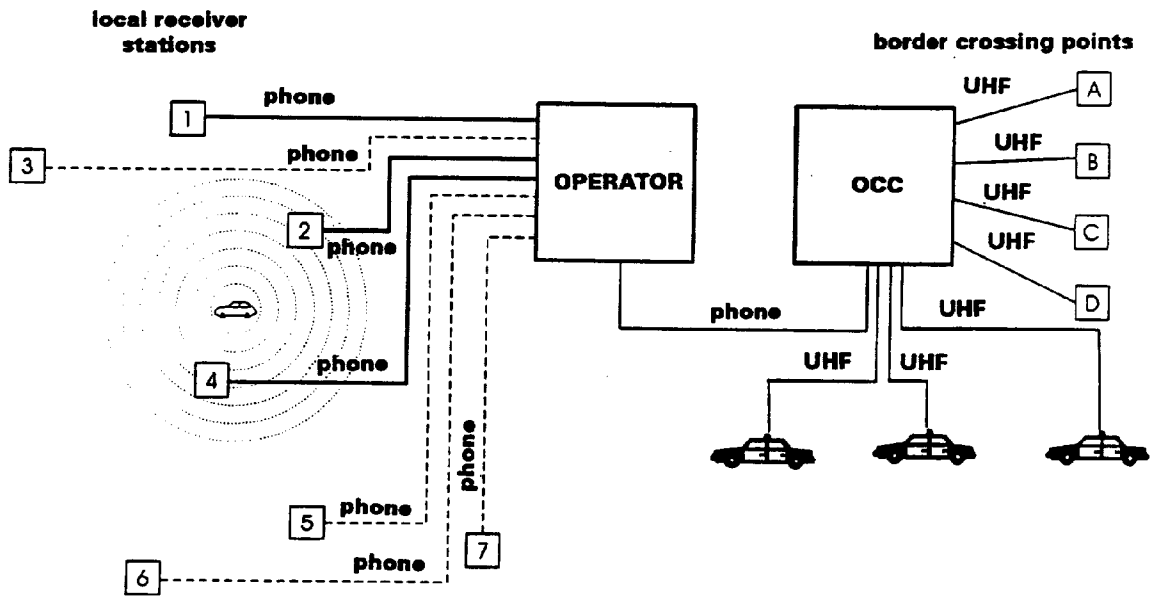 local receiver
stations
border crossing points
phone
UHF
A
1
3
phone
OPERATOR
OCC
UHF
B
UHF
C
2
phone
UHF
D
phone
UHF
4
phone
UHF
UHF
phone
5
phone
7
6
phone